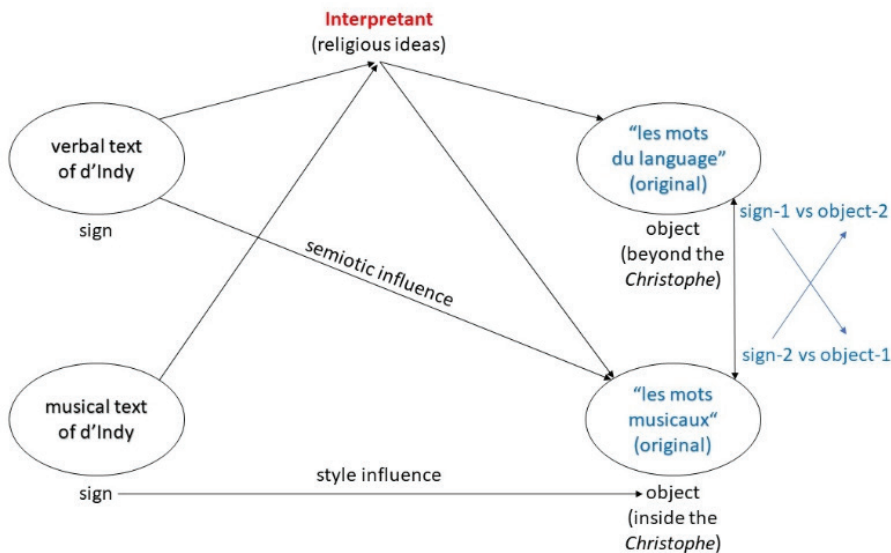 Interpretant
(religious ideas)
verbal text
of d’Indy
sign
“les mots
du language”
(original)
object
(beyond the
Christophe)
sign-1 vs object-2
semiotic influence
sign-2 vs object-1
musical text
of d’Indy
sign
style influence
“les mots
musicaux“
(original)
object
(inside the
Christophe)